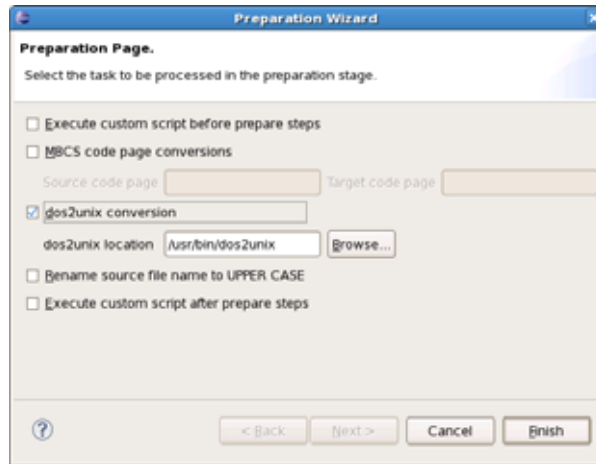 Preparation Wizard
Preparation Page.
Select the task to be processed in the preparation stage.
Execute custom script before prepare steps
MBCS code page conversions
Source code page Target code page
dos2unix conversion
dos2unix location /usr/bin/dos2unix Browse...
Rename source file name to UPPER CASE
Execute custom script after prepare steps
? < Back Next > Cancel Finish